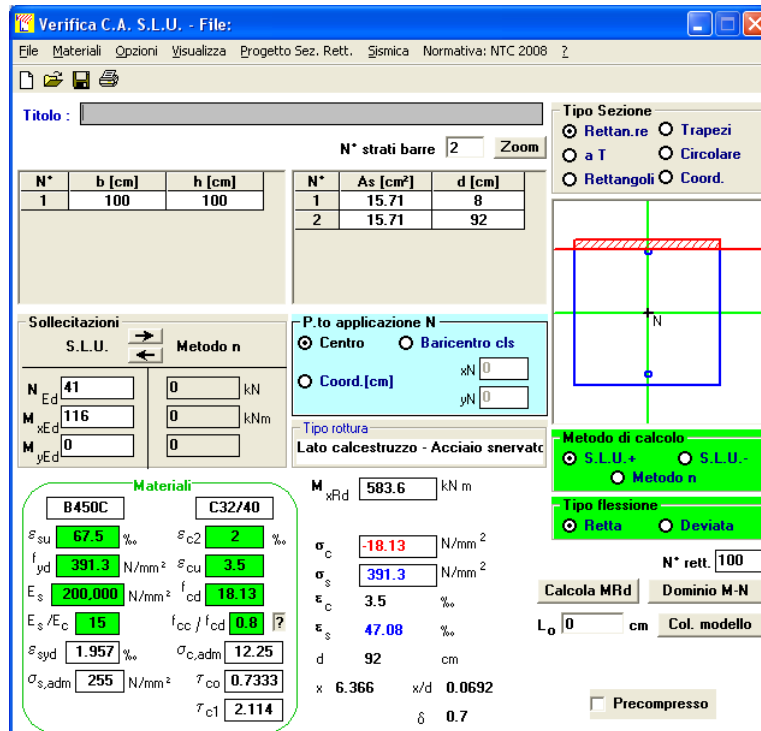 Verifica C.A. S.L.U. - File:
File Materiali Opzioni Visualizza Progetto Sez. Rett. Sismica Normativa: NTC 2008 ?
Titolo :
N° strati barre 2 Zoom
N° b [cm] h [cm]
1 100 100
N° As [cm²] d [cm]
1 15.71 8
2 15.71 92
Tipo Sezione
Rettan.re Trapezi
a T Circolare
Rettangoli Coord.
N
Sollecitazioni
S.L.U. Metodo n
N Ed 41 0 kN
M xEd 116 0 kNm
M yEd 0 0
P.to applicazione N
Centro Baricentro cls
Coord.[cm] xN 0
yN 0
Tipo rottura
Lato calcestruzzo - Acciaio snervato
Metodo di calcolo
S.L.U.+ S.L.U.-
Metodo n
Tipo flessione
Retta Deviata
N° rett. 100
Calcola MRd Dominio M-N
L o 0 cm Col. modello
Precompresso
Materiali
B450C C32/40
ε su 67.5 ‰ ε c2 2 ‰
f yd 391.3 N/mm² ε cu 3.5
E s 200,000 N/mm² f cd 18.13
E s /E c 15 f cc / f cd 0.8 ?
ε syd 1.957 ‰ σ c,adm 12.25
σ s,adm 255 N/mm² τ co 0.7333
τ c1 2.114
M xRd 583.6 kN m
σ c -18.13 N/mm²
σ s 391.3 N/mm²
ε c 3.5 ‰
ε s 47.08 ‰
d 92 cm
x 6.366 x/d 0.0692
δ 0.7